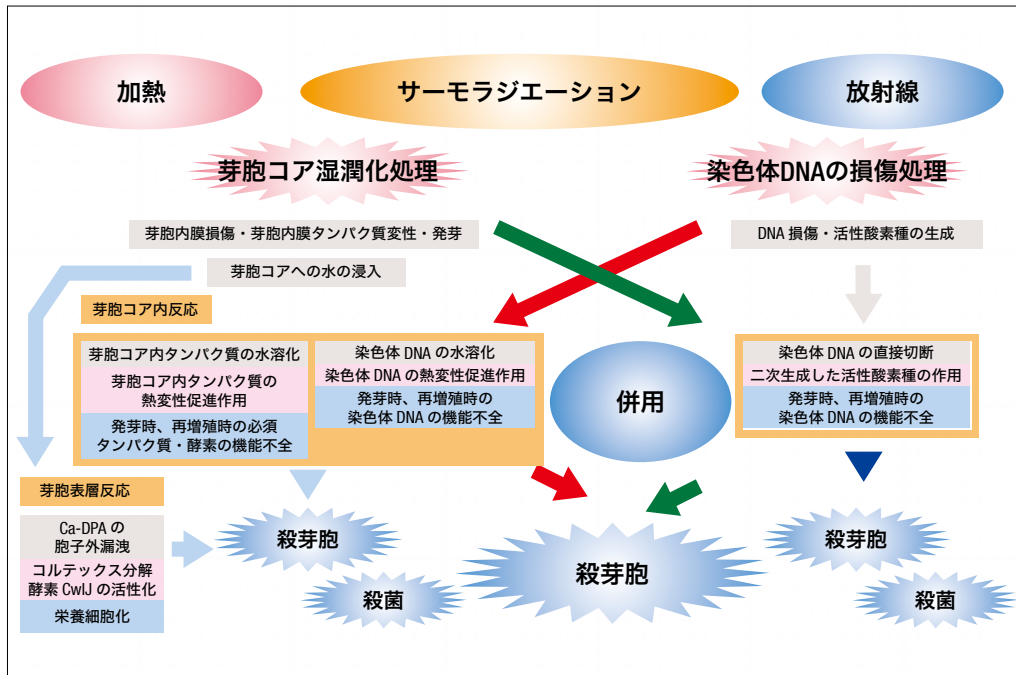 加熱
サーモラジエーション
放射線
芽胞コア湿潤化処理
染色体DNAの損傷処理
芽胞内膜損傷・芽胞内膜タンパク質変性・発芽
DNA 損傷・活性酸素種の生成
芽胞コアへの水の浸入
芽胞コア内反応
芽胞コア内タンパク質の水溶化
芽胞コア内タンパク質の
熱変性促進作用
発芽時、再増殖時の必須
タンパク質・酵素の機能不全
染色体 DNA の水溶化
染色体 DNA の熱変性促進作用
発芽時、再増殖時の
染色体 DNA の機能不全
併用
染色体 DNA の直接切断
二次生成した活性酸素種の作用
発芽時、再増殖時の
染色体 DNA の機能不全
芽胞表層反応
Ca-DPA の
胞子外漏洩
コルテックス分解
酵素 CwlJ の活性化
栄養細胞化
殺芽胞
殺菌
殺芽胞
殺芽胞
殺菌